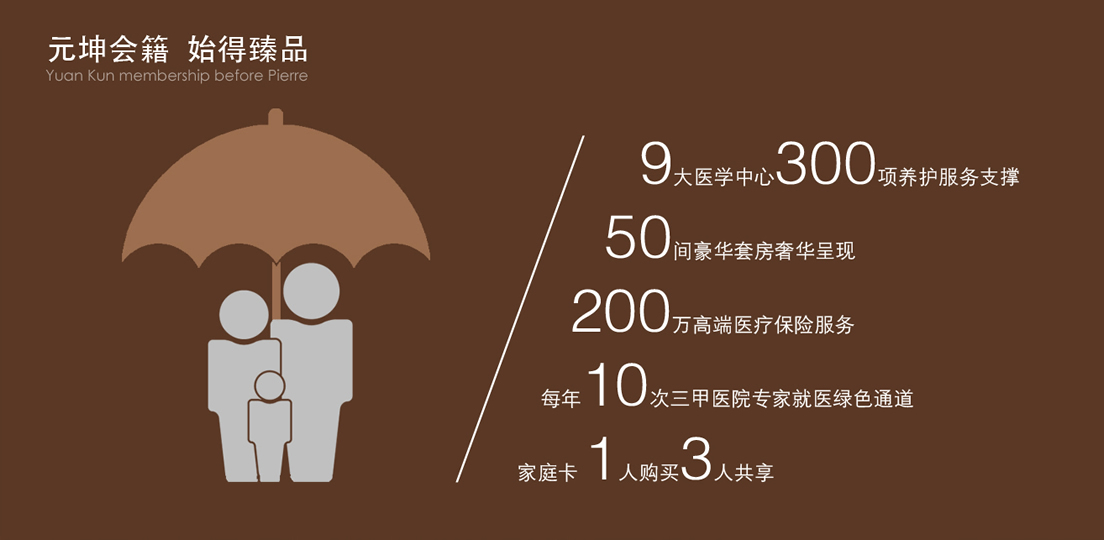 元坤会籍 始得臻品
Yuan Kun membership before Pierre
9大医学中心300项养护服务支撑
50间豪华套房奢华呈现
200万高端医疗保险服务
每年10次三甲医院专家就医绿色通道
家庭卡1人购买3人共享